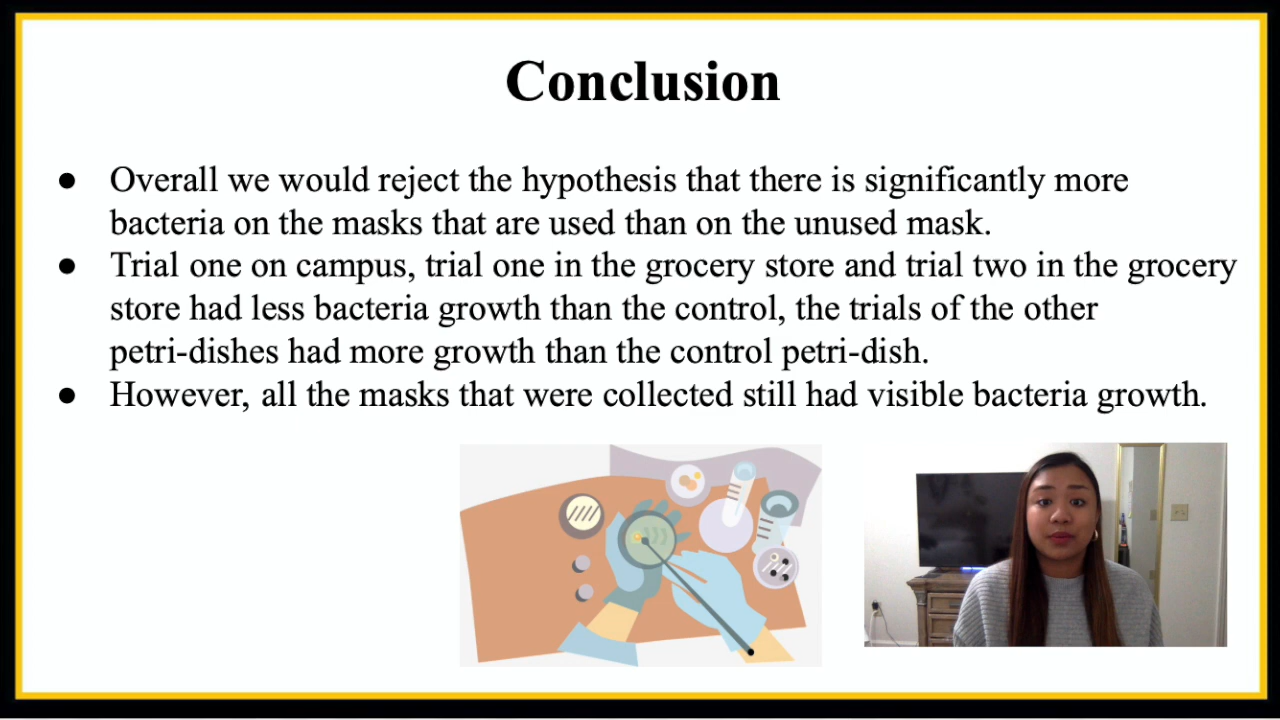 Conclusion
● Overall we would reject the hypothesis that there is significantly more
bacteria on the masks that are used than on the unused mask.
● Trial one on campus, trial one in the grocery store and trial two in the grocery
store had less bacteria growth than the control, the trials of the other
petri-dishes had more growth than the control petri-dish.
● However, all the masks that were collected still had visible bacteria growth.